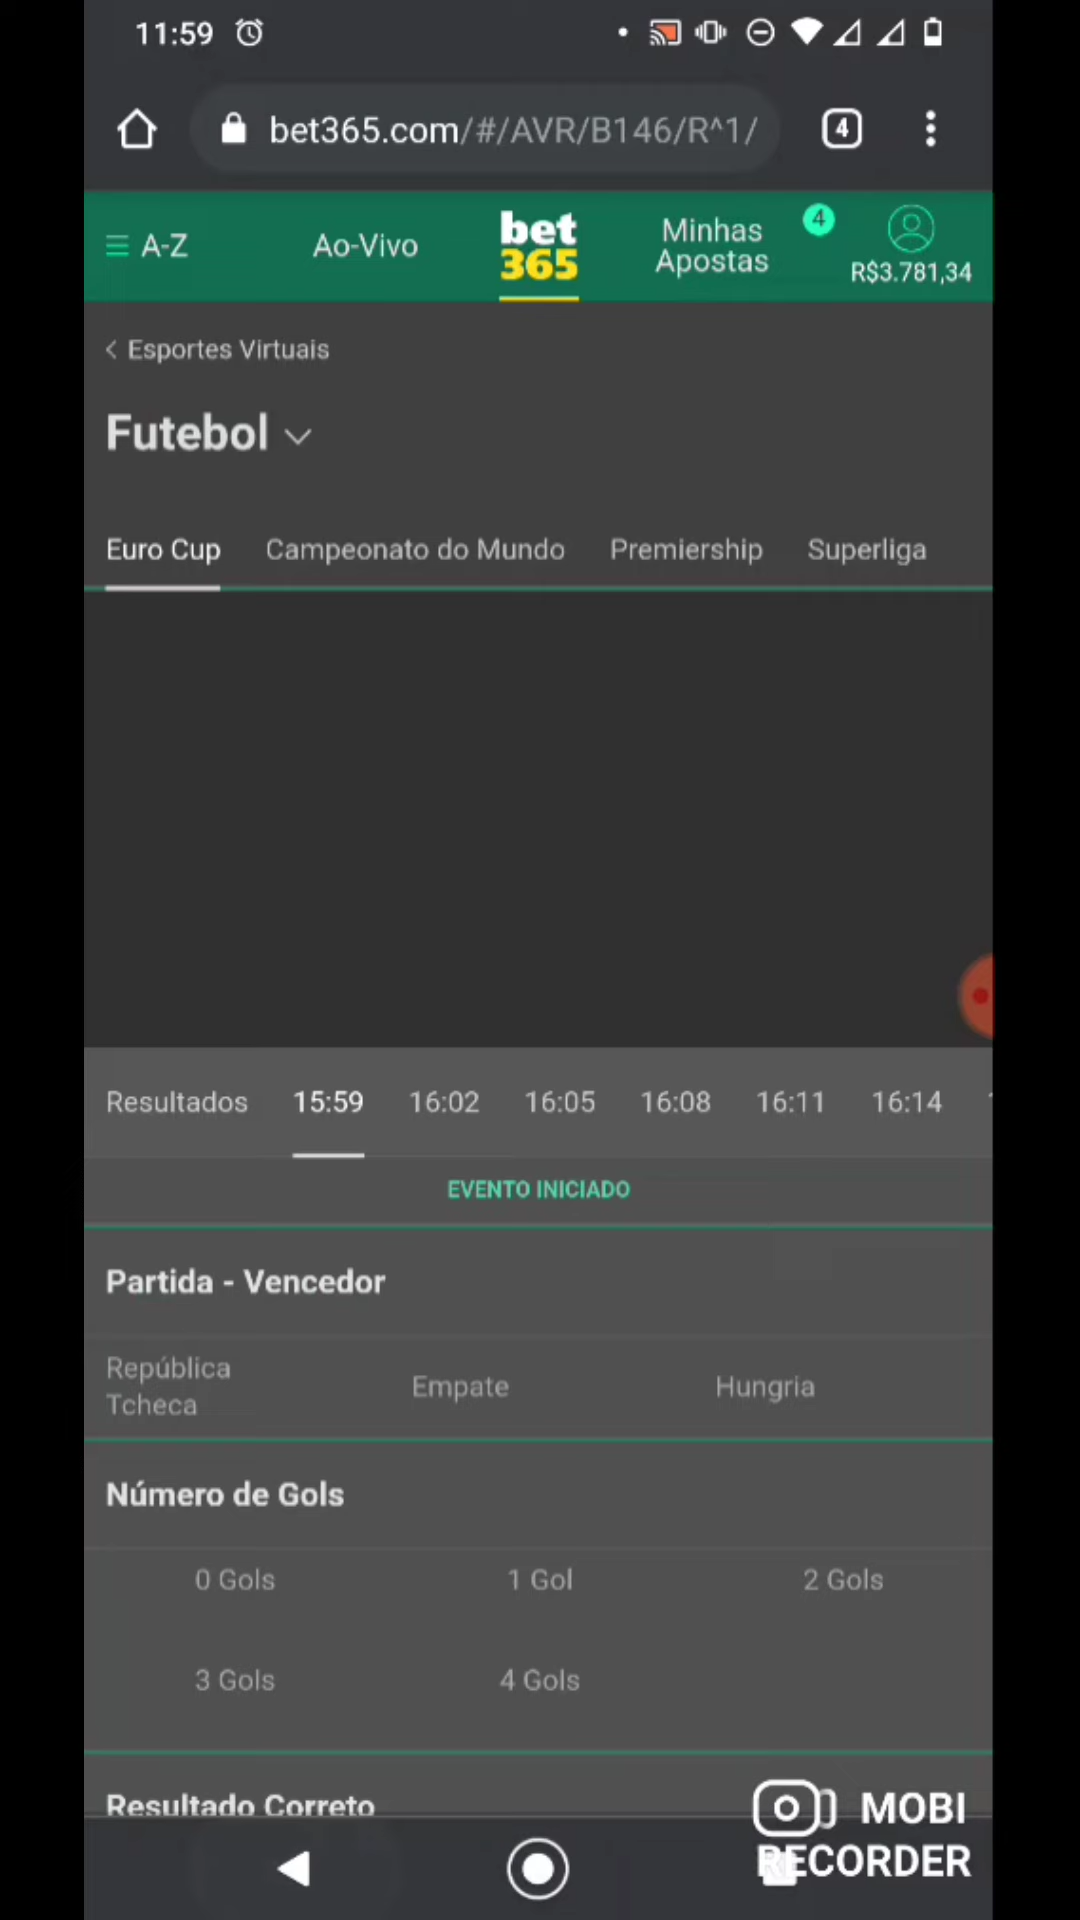 11:59
bet365.com/#/AVR/B146/R^1/
4
A-Z
Ao-Vivo
bet
365
Minhas
Apostas
4
R$3.781,34
Esportes Virtuais
Futebol
Euro Cup
Campeonato do Mundo
Premiership
Superliga
Resultados
15:59
16:02
16:05
16:08
16:11
16:14
EVENTO INICIADO
Partida - Vencedor
República
Tcheca
Empate
Hungria
Número de Gols
0 Gols
1 Gol
2 Gols
3 Gols
4 Gols
Resultado Correto
MOBI
RECORDER